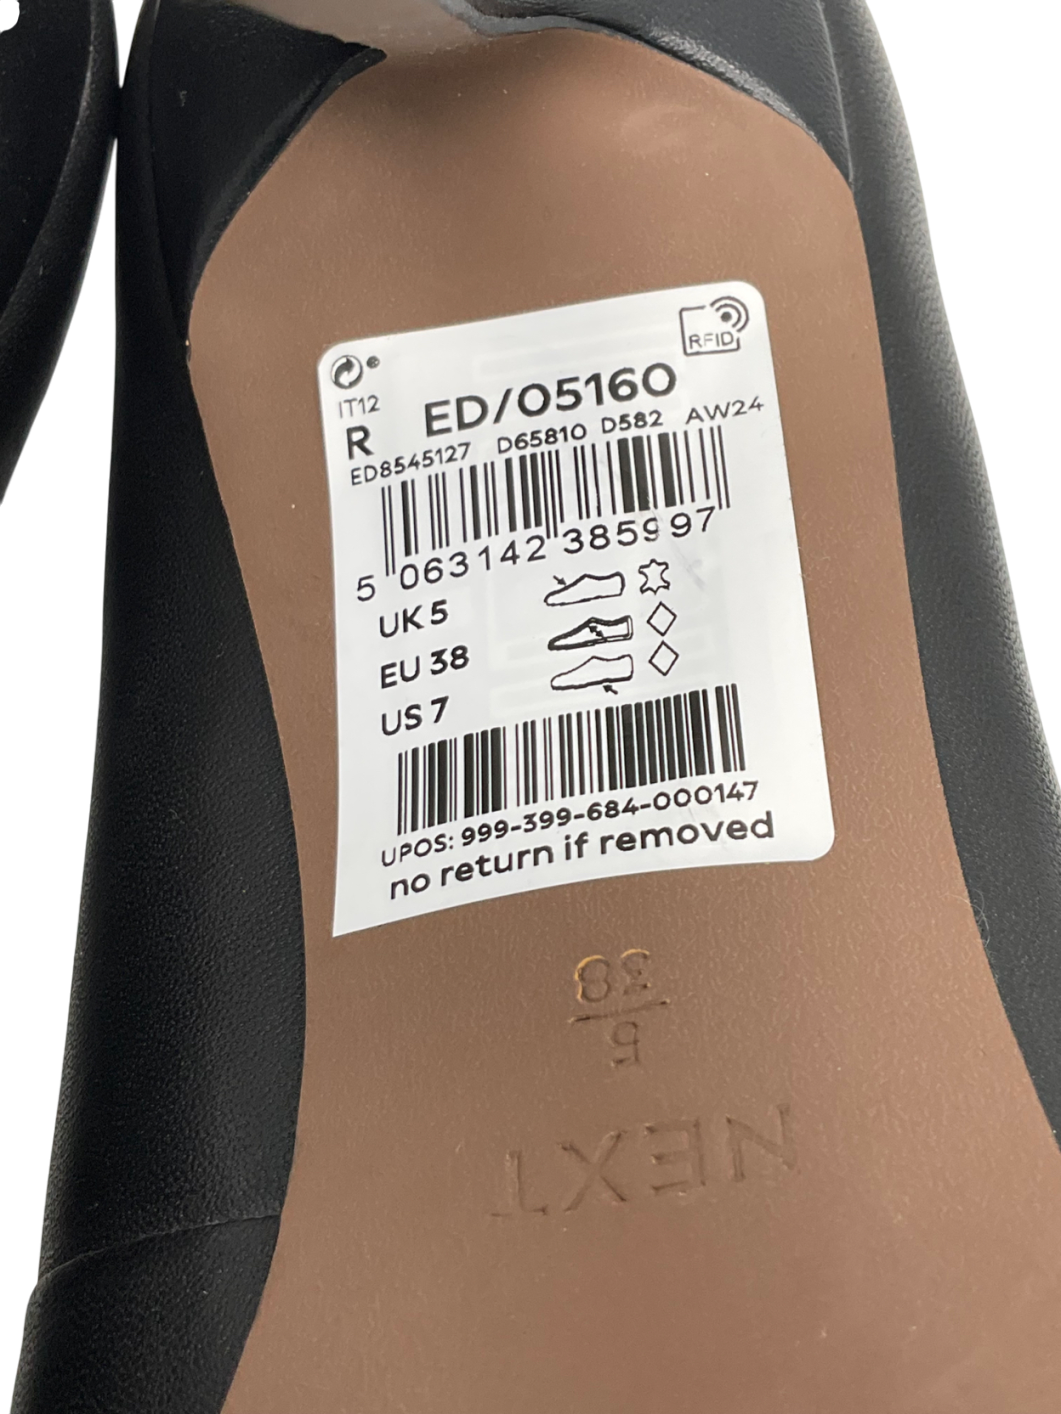 RFID
IT12
R ED/05160
ED8545127 D65810 D582 AW24
5 063142 385997
UK 5
EU 38
US 7
UPOS: 999-399-684-000147
no return if removed
38
5
NEXT